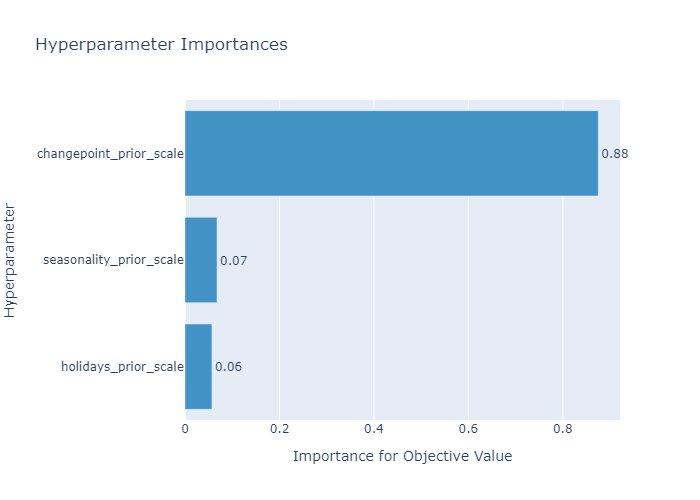 Hyperparameter Importances
Hyperparameter
changepoint_prior_scale
0.88
seasonality_prior_scale
0.07
holidays_prior_scale
0.06
0
0.2
0.4
0.6
0.8
Importance for Objective Value